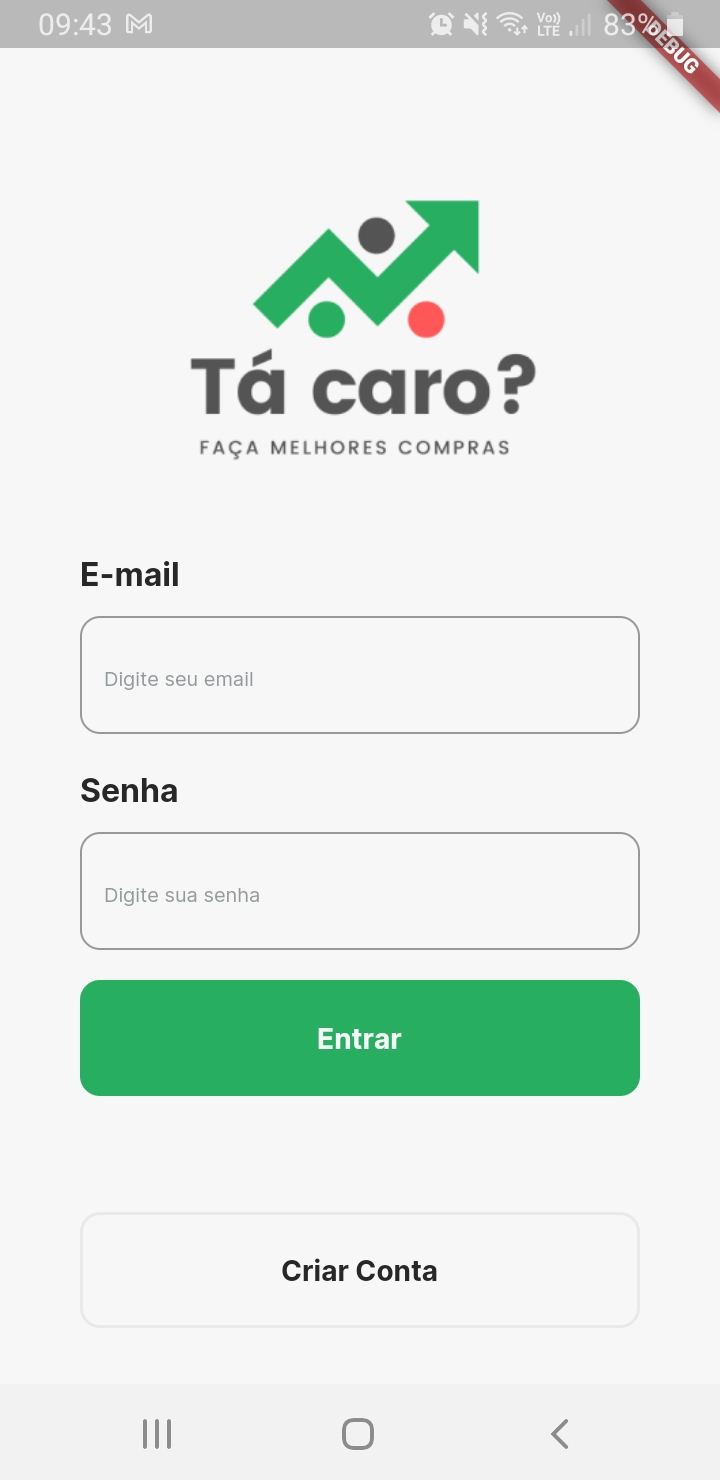 09:43
Vo)) LTE 83%
DEBUG
Tá caro?
FAÇA MELHORES COMPRAS
E-mail
Digite seu email
Senha
Digite sua senha
Entrar
Criar Conta